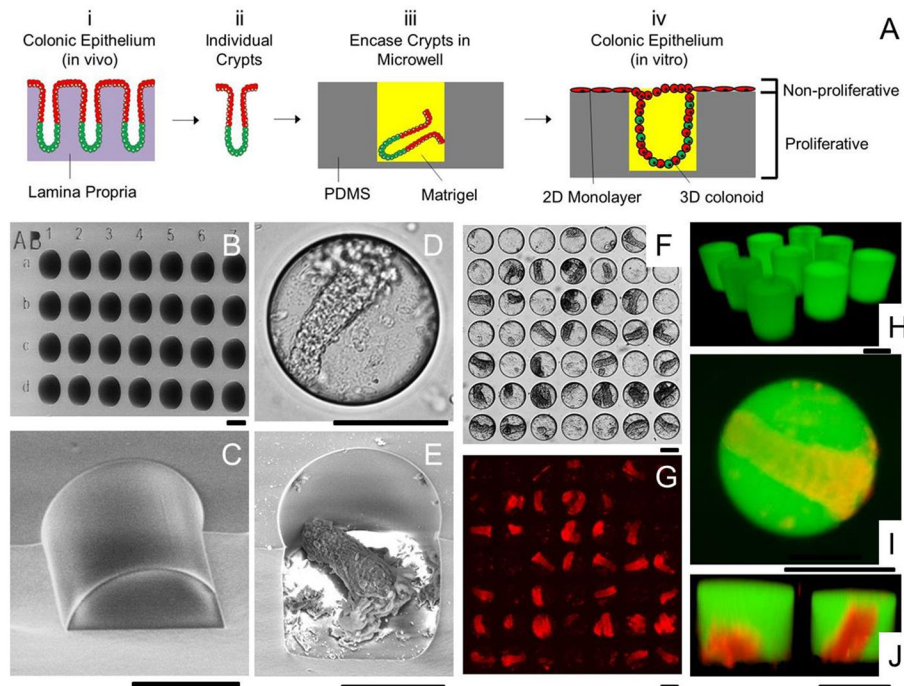 i
Colonic Epithelium
(in vivo)
ii
Individual
Crypts
iii
Encase Crypts in
Microwell
iv
Colonic Epithelium
(in vitro)
A
Non-proliferative
Proliferative
Lamina Propria
PDMS
Matrigel
2D Monolayer
3D colonoid
AB 1 2 3 4 5 6 7
a
b
c
d
B
D
F
H
C
E
G
I
J